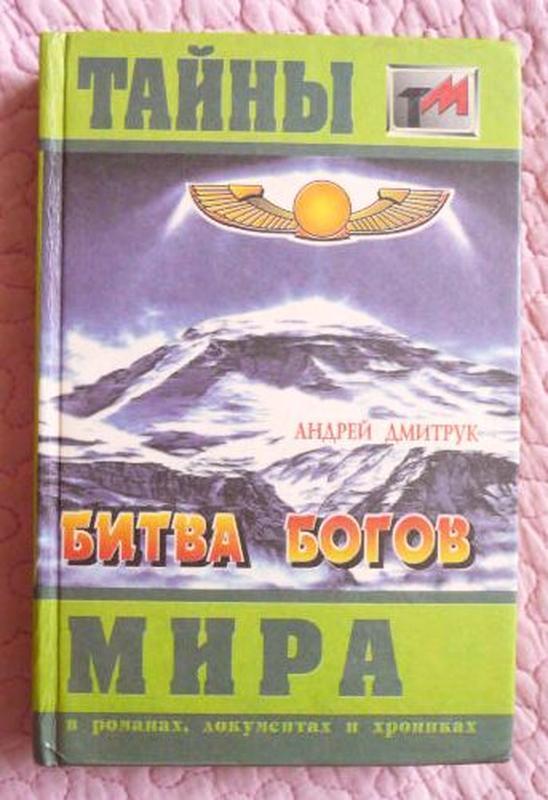 ТАЙНЫ
ТМ
АНДРЕЙ ДМИТРУК
БИТВА БОГОВ
МИРА
в романах, документах и хрониках